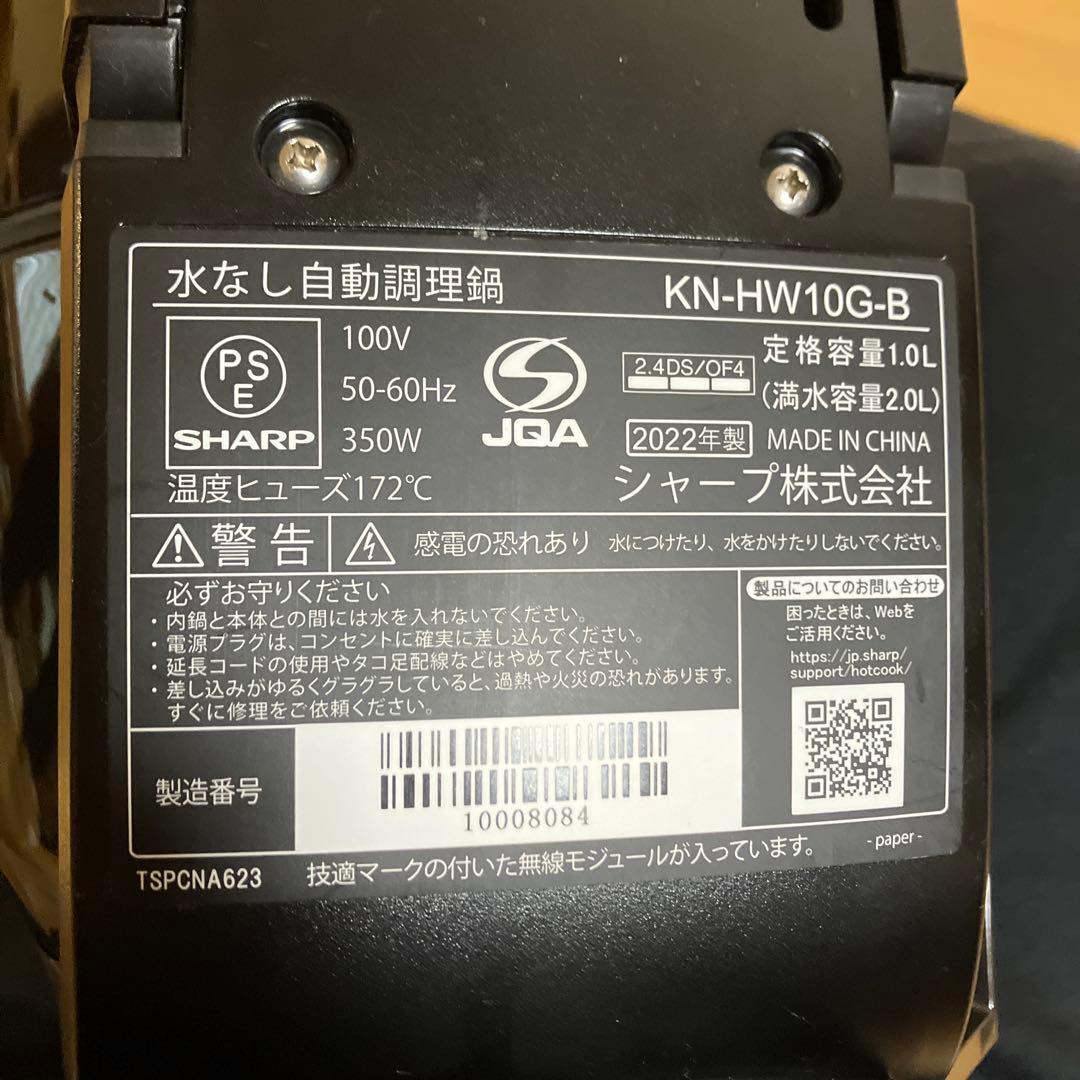 水なし自動調理鍋 KN-HW10G-B
PS
E
SHARP
100V
50-60Hz
350W
JQA
2.4DS/OF4
定格容量1.0L
(満水容量2.0L)
2022年製 MADE IN CHINA
温度ヒューズ172℃ シャープ株式会社
警告 感電の恐れあり 水につけたり、水をかけたりしないでください。
必ずお守りください
・内鍋と本体との間には水を入れないでください。
・電源プラグは、コンセントに確実に差し込んでください。
・延長コードの使用やタコ足配線などはやめてください。
・差し込みがゆるくグラグラしていると、過熱や火災の恐れがあります。
すぐに修理をご依頼ください。
製品についてのお問い合わせ
困ったときは、Webを
ご活用ください。
https://jp.sharp/
support/hotcook/
製造番号
10008084
TSPCNA623 技適マークの付いた無線モジュールが入っています。 - paper -